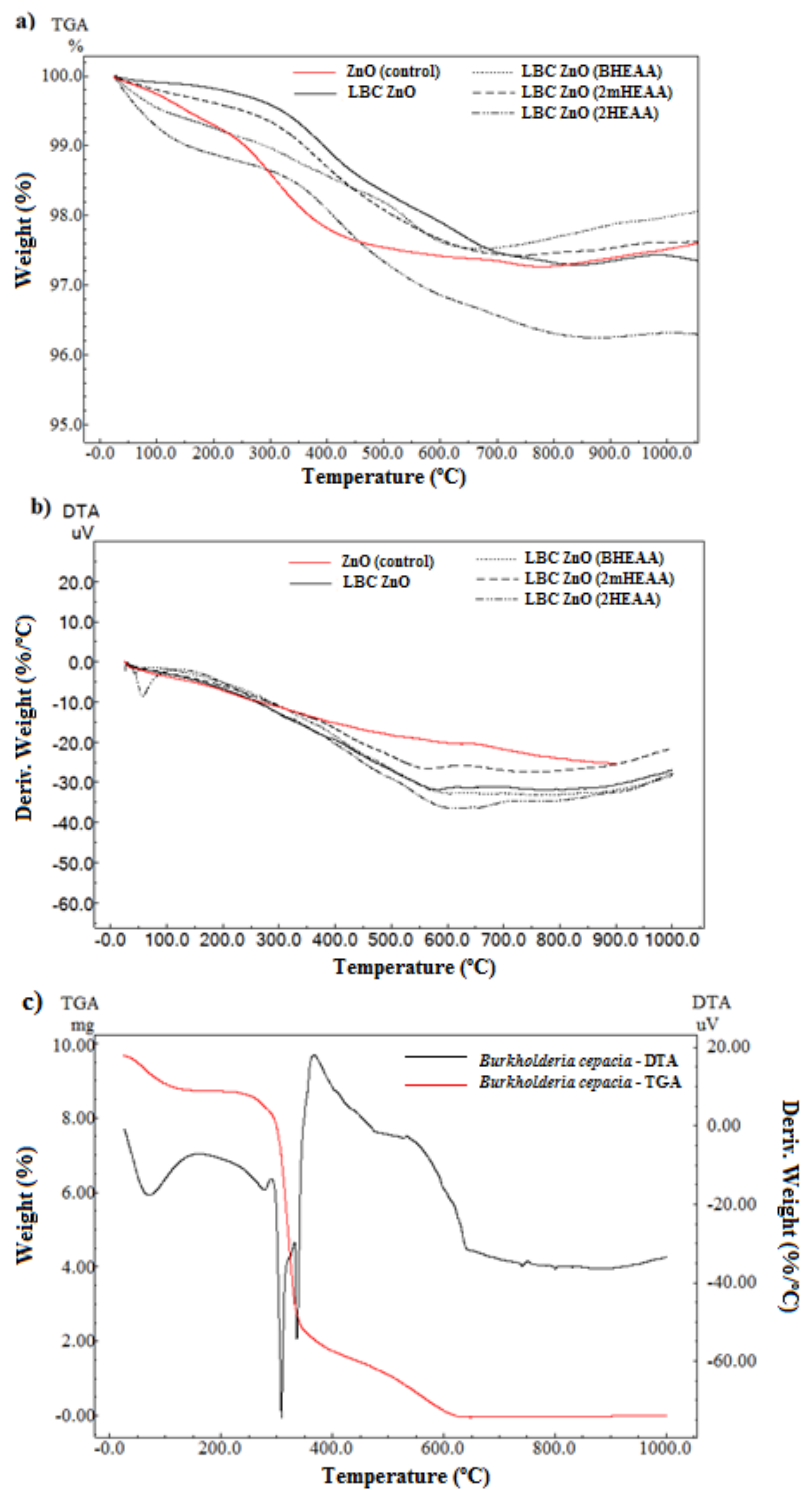 a) TGA
%
100.0
99.0
98.0
97.0
96.0
95.0
Weight (%)
ZnO (control)
LBC ZnO
LBC ZnO (BHEAA)
LBC ZnO (2mHEAA)
LBC ZnO (2HEAA)
-0.0 100.0 200.0 300.0 400.0 500.0 600.0 700.0 800.0 900.0 1000.0
Temperature (ºC)
b) DTA
uV
20.0
10.0
0.0
-10.0
-20.0
-30.0
-40.0
-50.0
-60.0
Deriv. Weight (%/ºC)
ZnO (control)
LBC ZnO
LBC ZnO (BHEAA)
LBC ZnO (2mHEAA)
LBC ZnO (2HEAA)
-0.0 100.0 200.0 300.0 400.0 500.0 600.0 700.0 800.0 900.0 1000.0
Temperature (ºC)
c) TGA
mg
DTA
uV
10.00
8.00
6.00
4.00
2.00
-0.00
Weight (%)
Burkholderia cepacia - DTA
Burkholderia cepacia - TGA
20.00
0.00
-20.00
-40.00
-60.00
Deriv. Weight (%/ºC)
-0.0 200.0 400.0 600.0 800.0 1000.0
Temperature (ºC)